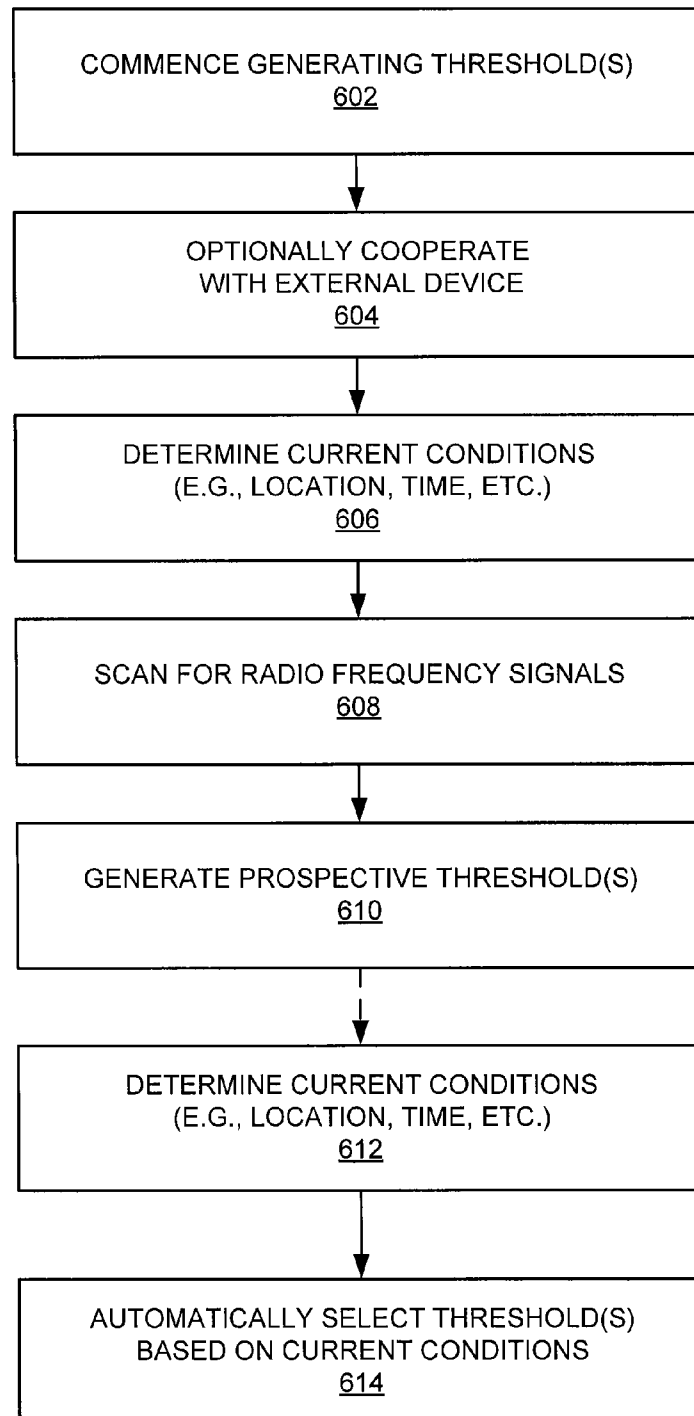 COMMENCE GENERATING THRESHOLD(S)
602
OPTIONALLY COOPERATE
WITH EXTERNAL DEVICE
604
DETERMINE CURRENT CONDITIONS
(E.G., LOCATION, TIME, ETC.)
606
SCAN FOR RADIO FREQUENCY SIGNALS
608
GENERATE PROSPECTIVE THRESHOLD(S)
610
DETERMINE CURRENT CONDITIONS
(E.G., LOCATION, TIME, ETC.)
612
AUTOMATICALLY SELECT THRESHOLD(S)
BASED ON CURRENT CONDITIONS
614